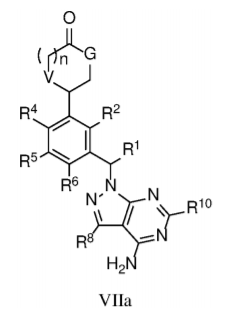 O
( )n G
V
R⁴ R²
R⁵ R¹
R⁶ N
N N
R¹⁰
R⁸ N
H₂N
VIIa